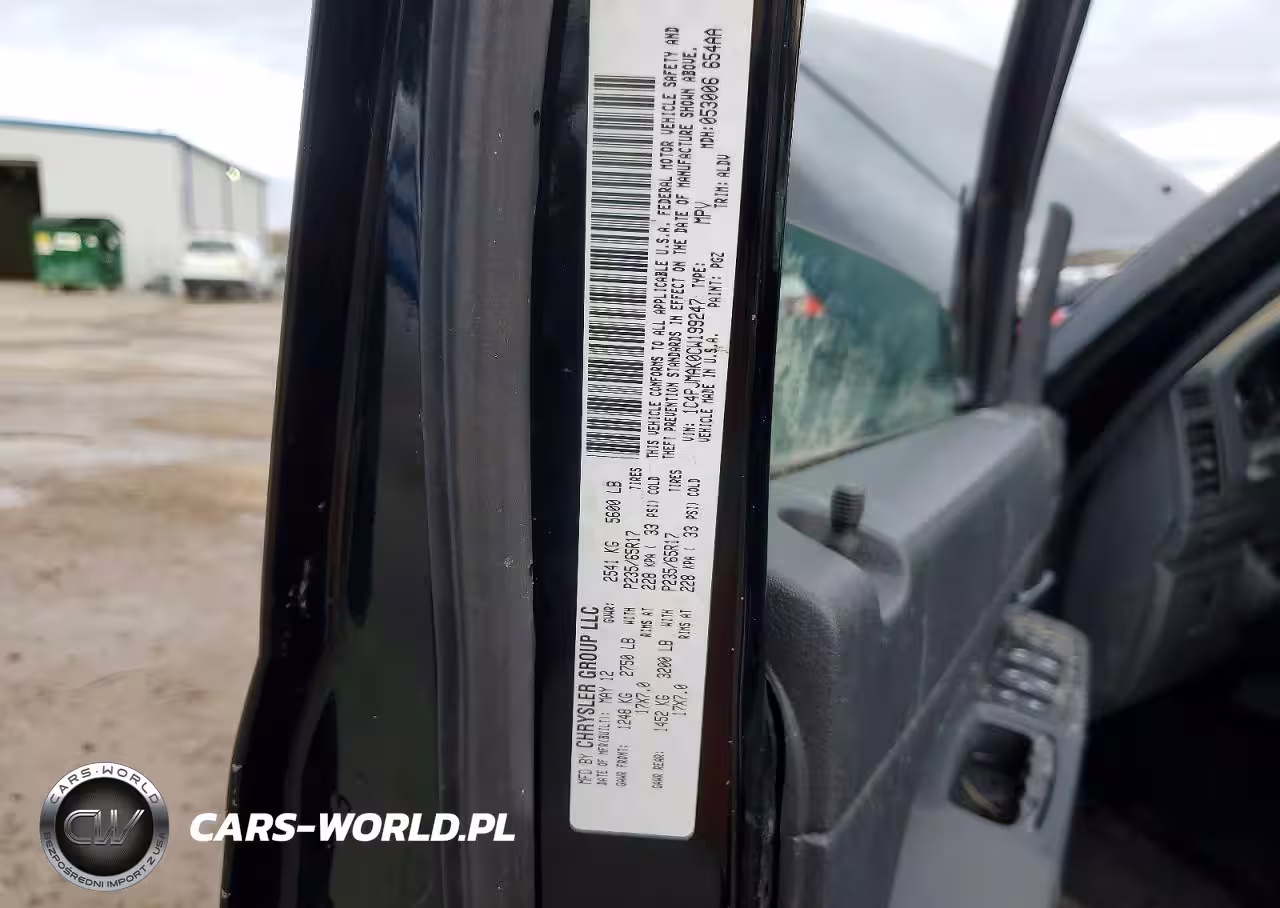 MFD BY CHRYSLER GROUP LLC
DATE OF MFR(BUILT): MAY 12 GVWR: 2541 KG 5600 LB
GAWR FRONT: 1248 KG 2750 LB WITH P235/65R17 TIRES
17X7.0 RIMS AT 228 KPA ( 33 PSI) COLD
GAWR REAR: 1452 KG 3200 LB WITH P235/65R17 TIRES
17X7.0 RIMS AT 228 KPA ( 33 PSI) COLD
THIS VEHICLE CONFORMS TO ALL APPLICABLE U.S.A. FEDERAL MOTOR VEHICLE SAFETY AND
THEFT PREVENTION STANDARDS IN EFFECT ON THE DATE OF MANUFACTURE SHOWN ABOVE.
VIN: 1C4PJMAK0CW199247 TYPE: MPV MDH:053006 654AA
VEHICLE MADE IN U.S.A. PAINT: PGZ TRIM: ALDV
CARS-WORLD
CW
BEZPOŚREDNI IMPORT Z USA
CARS-WORLD.PL